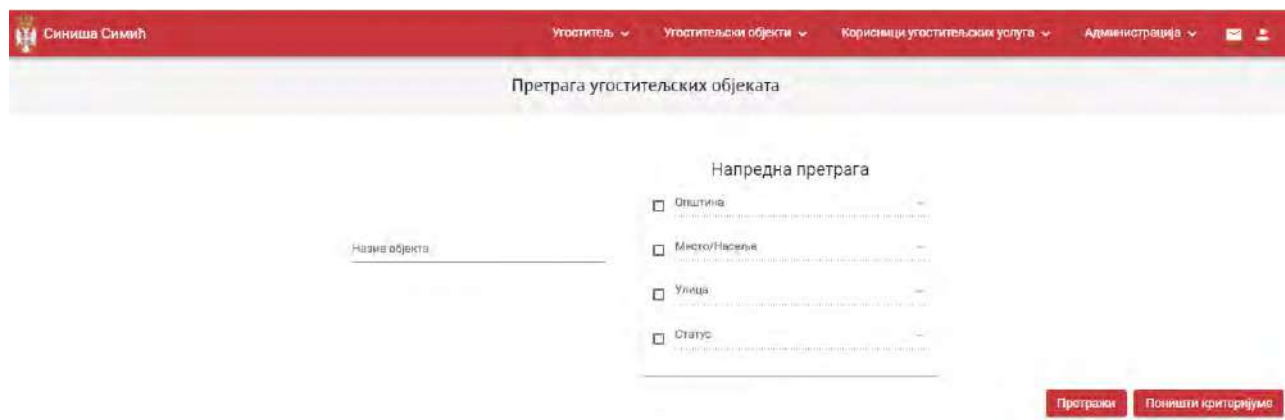 Синиша Симић
Угоститељ
Угоститељски објекти
Корисници угоститељских услуга
Администрација
Претрага угоститељских објеката
Напредна претрага
Општина
Назив објекта
Место/Насеље
Улица
Статус
Претражи
Поништи критеријуме